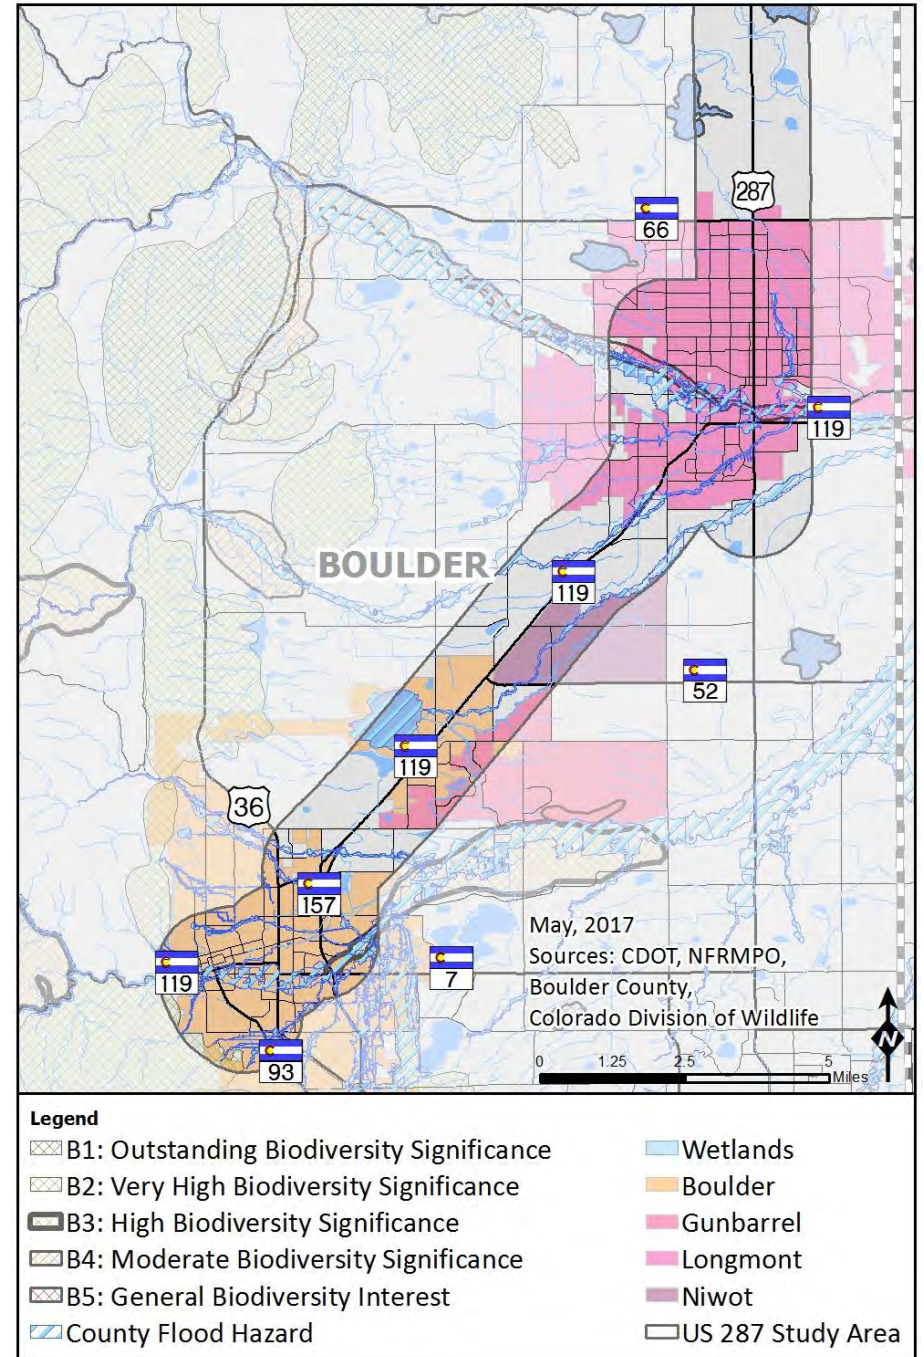 287
66
119
BOULDER
119
52
119
36
157
May, 2017
Sources: CDOT, NFRMPO,
Boulder County,
Colorado Division of Wildlife
119
7
N
93
0 1.25 2.5 5
Miles
Legend
B1: Outstanding Biodiversity Significance
B2: Very High Biodiversity Significance
B3: High Biodiversity Significance
B4: Moderate Biodiversity Significance
B5: General Biodiversity Interest
County Flood Hazard
Wetlands
Boulder
Gunbarrel
Longmont
Niwot
US 287 Study Area